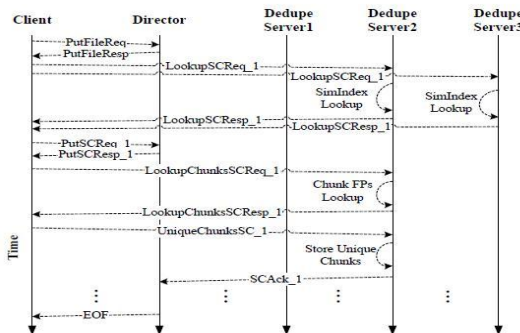 Client Director Dedupe Server1 Dedupe Server2 Dedupe Server3
PutFileReq
PutFileResp
LookupSCReq_1
LookupSCReq_1
SimIndex
Lookup
SimIndex
Lookup
LookupSCResp_1
LookupSCResp_1
PutSCReq_1
PutSCResp_1
LookupChunksSCReq_1
Chunk FPs
Lookup
LookupChunksSCResp_1
UniqueChunksSC_1
Store Unique
Chunks
SCAck_1
EOF
Time